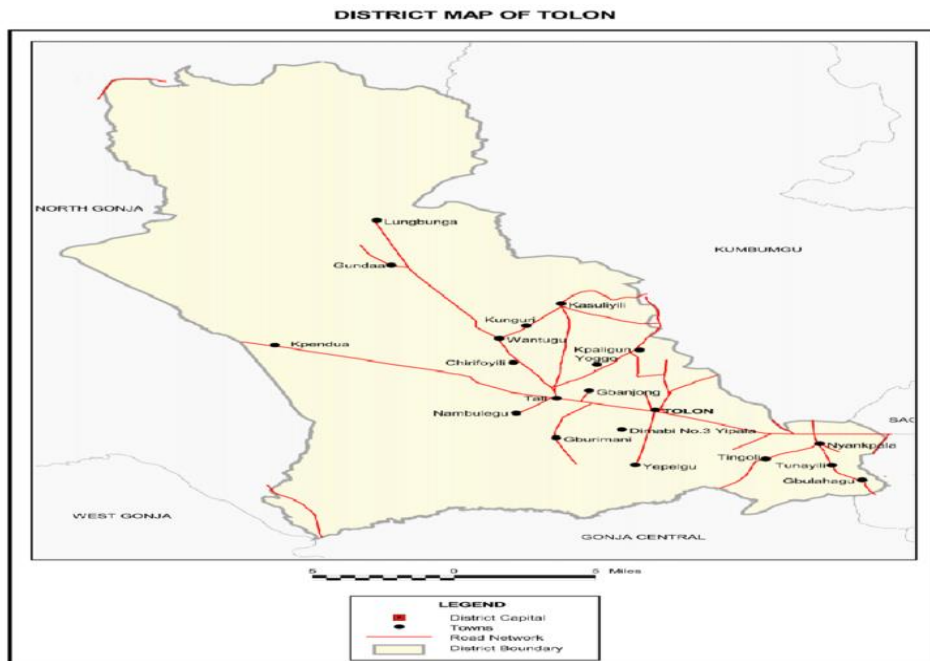 DISTRICT MAP OF TOLON
NORTH GONJA
Lungbunga
KUMBUMGU
Gundaa
Kasuliyili
Kunguri
Wantugu
Kpendua
Kpaligun
Yoggo
Chirifoyili
Gbanjong
Tali
TOLON
Nambulegu
SAG
Dimabi No.3 Yipala
Gburimani
Nyankpala
Tingoli
Yepeigu
Tunayili
Gbulahagu
WEST GONJA
GONJA CENTRAL
5 0 5 Miles
LEGEND
District Capital
Towns
Road Network
District Boundary